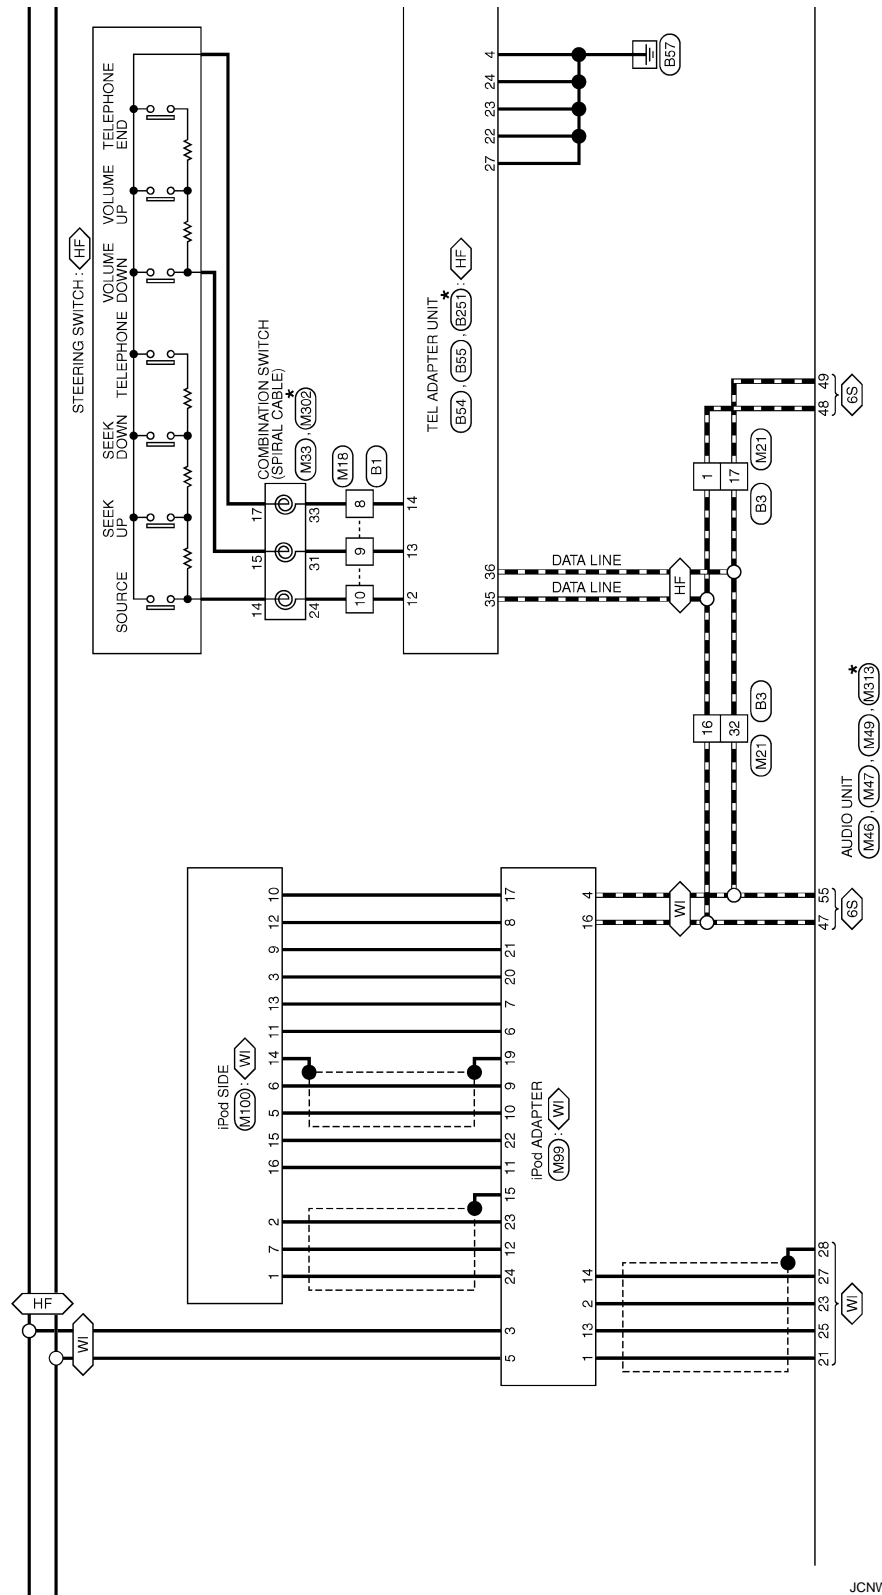 STEERING SWITCH : HF
SOURCE
SEEK
UP
SEEK
DOWN
TELEPHONE
VOLUME
DOWN
VOLUME
UP
TELEPHONE
END
COMBINATION SWITCH
(SPIRAL CABLE)
M33 , M302 *
14 15 17
24 31 33
10 9 8
M18
B1
12 13 14
TEL ADAPTER UNIT
B54 , B55 , B251 * : HF
27 22 23 24 4
B57
35 36
DATA LINE
DATA LINE
HF
1
17
B3 M21
48 49
6S
16
32
M21 B3
HF
WI
iPod SIDE
M100 : WI
1 7 2 16 15 5 6 14 11 13 3 9 12 10
5 3 24 12 23 15 11 22 10 9 19 6 7 20 21 8 17
iPod ADAPTER
M99 : WI
1 13 2 14 16 4
WI
21 25 23 27 28
WI
47 55
6S
AUDIO UNIT
M46 , M47 , M49 , M313 *
JCNW